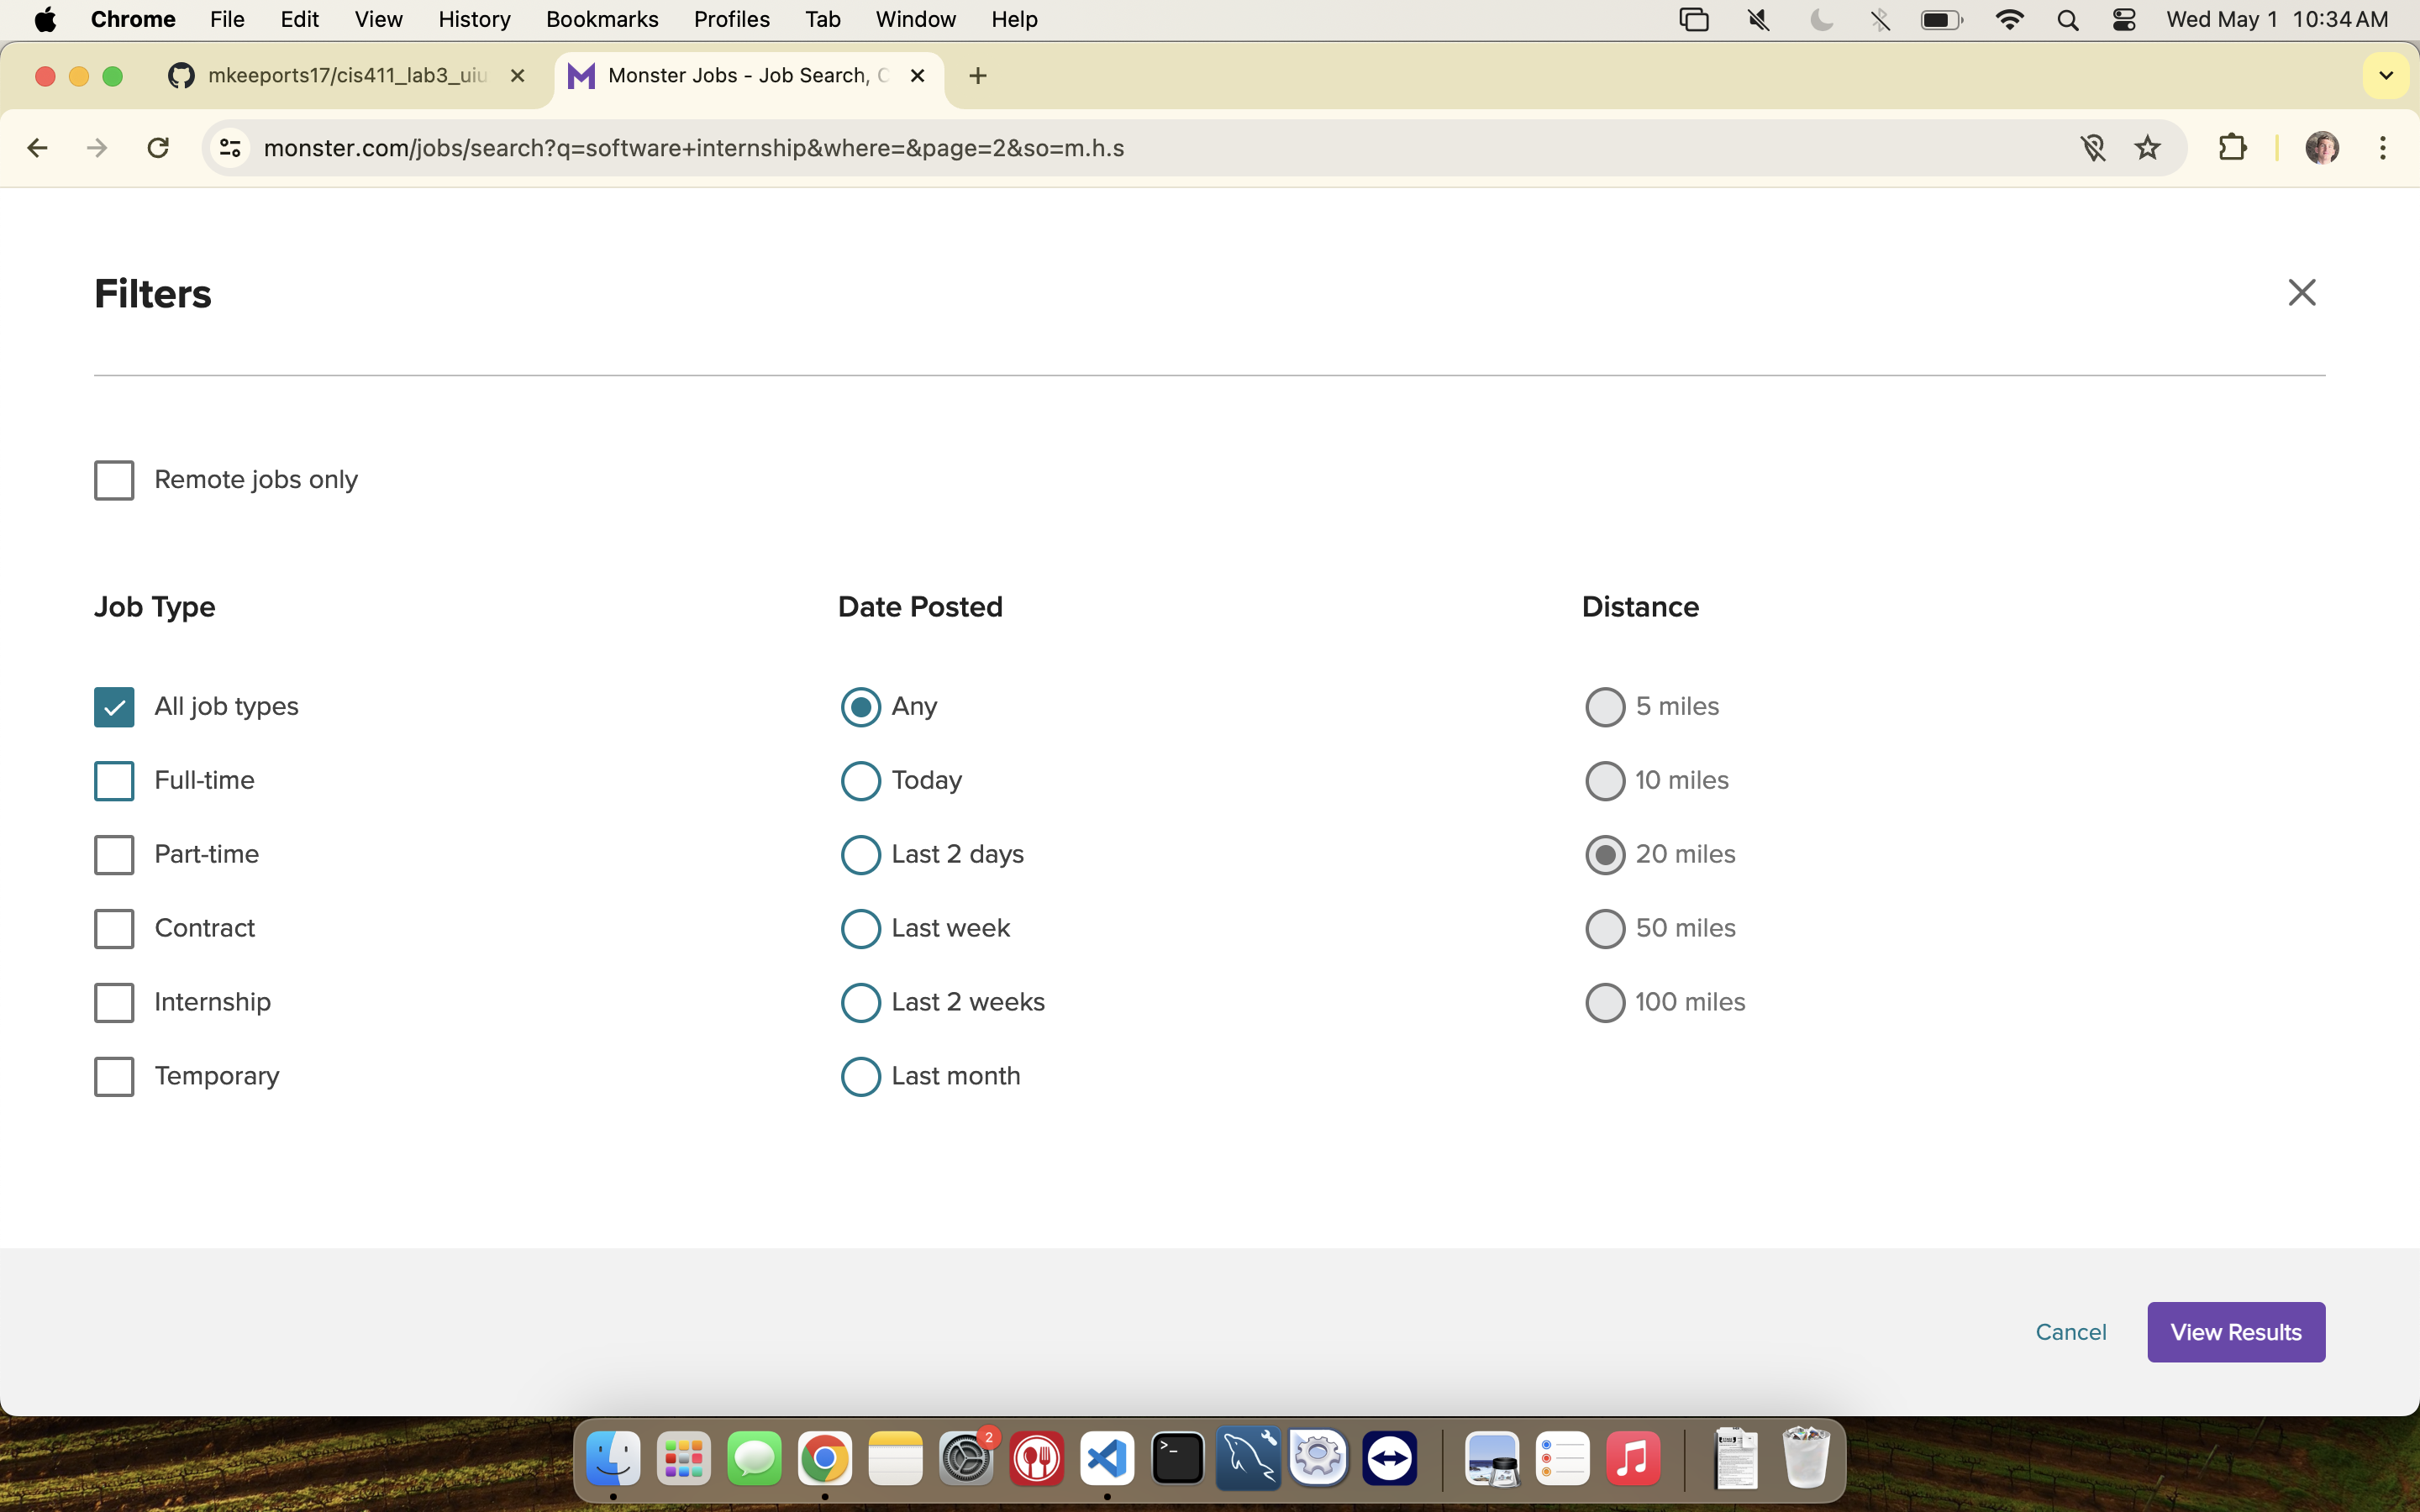 Chrome File Edit View History Bookmarks Profiles Tab Window Help Wed May 1 10:34 AM
mkeeports17/cis411_lab3_uiu Monster Jobs - Job Search, C
monster.com/jobs/search?q=software+internship&where=&page=2&so=m.h.s
Filters
Remote jobs only
Job Type
All job types
Full-time
Part-time
Contract
Internship
Temporary
Date Posted
Any
Today
Last 2 days
Last week
Last 2 weeks
Last month
Distance
5 miles
10 miles
20 miles
50 miles
100 miles
Cancel View Results
2